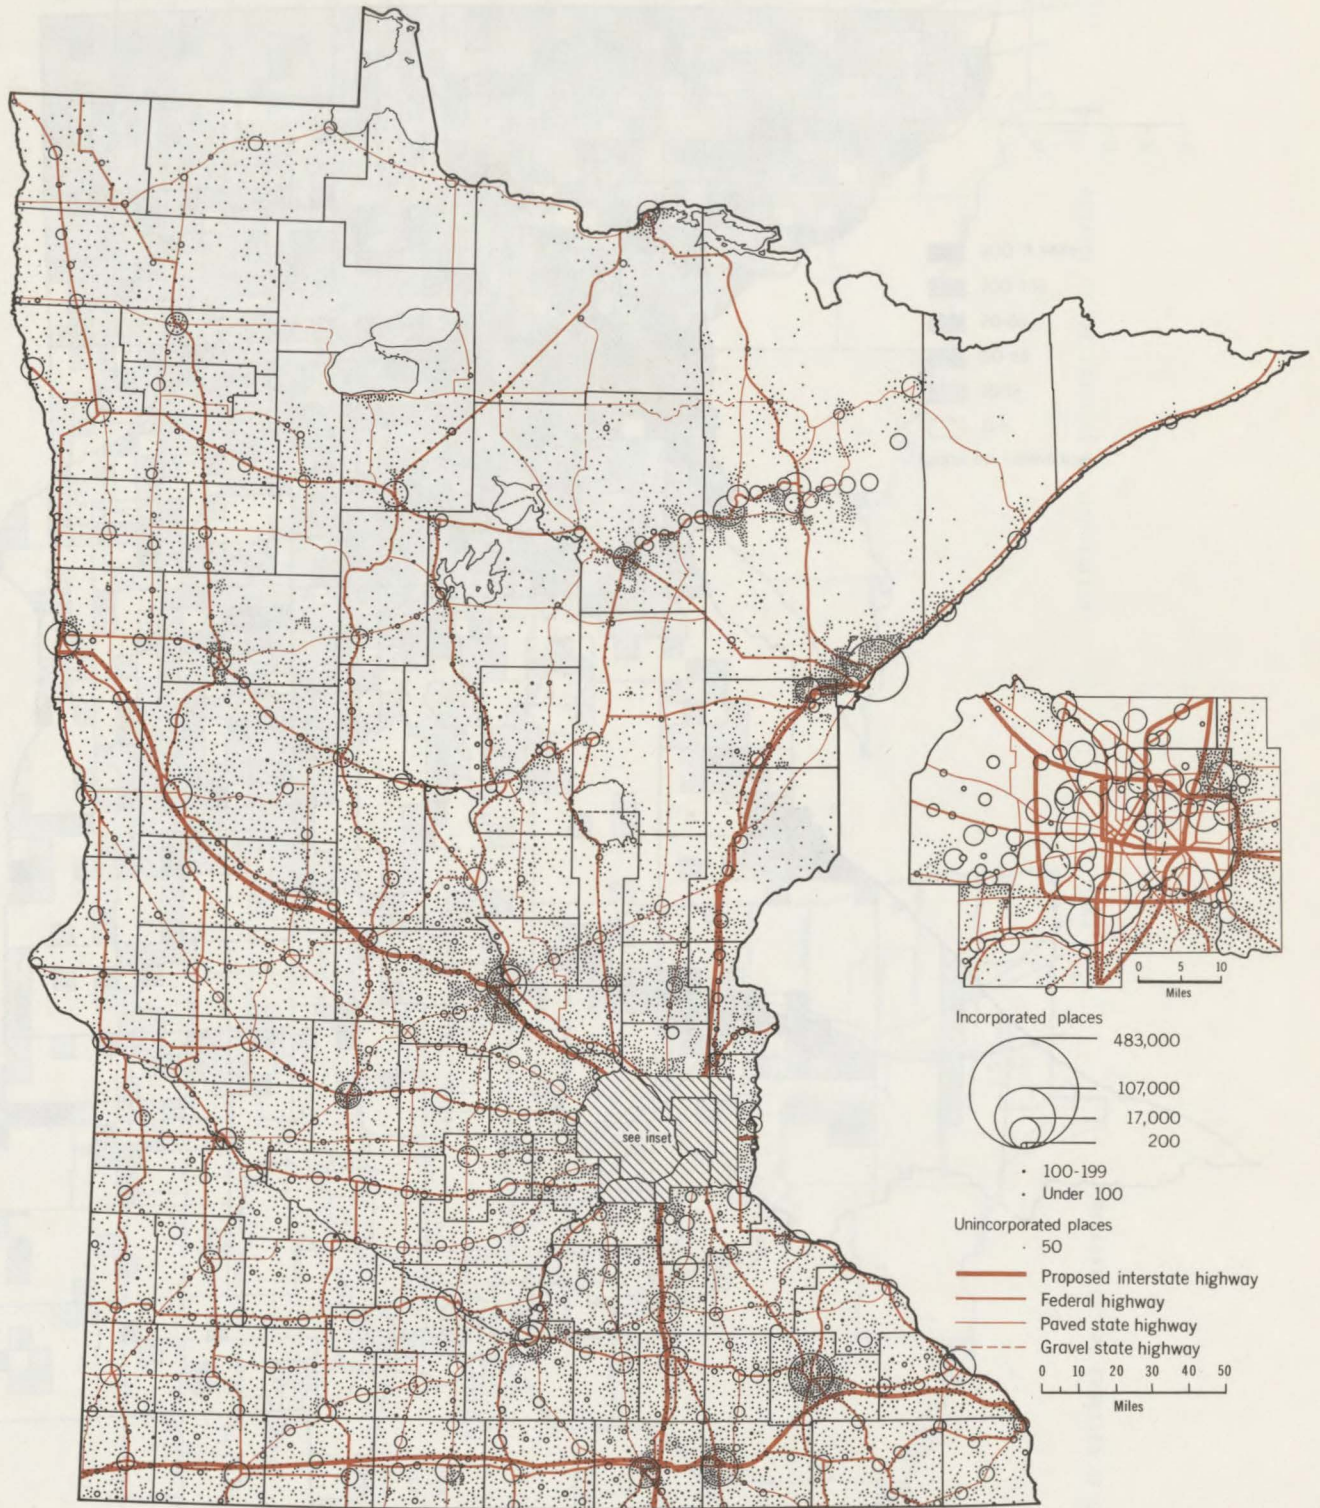 see inset
0 5 10
Miles
Incorporated places
483,000
107,000
17,000
200
100-199
Under 100
Unincorporated places
50
Proposed interstate highway
Federal highway
Paved state highway
Gravel state highway
0 10 20 30 40 50
Miles